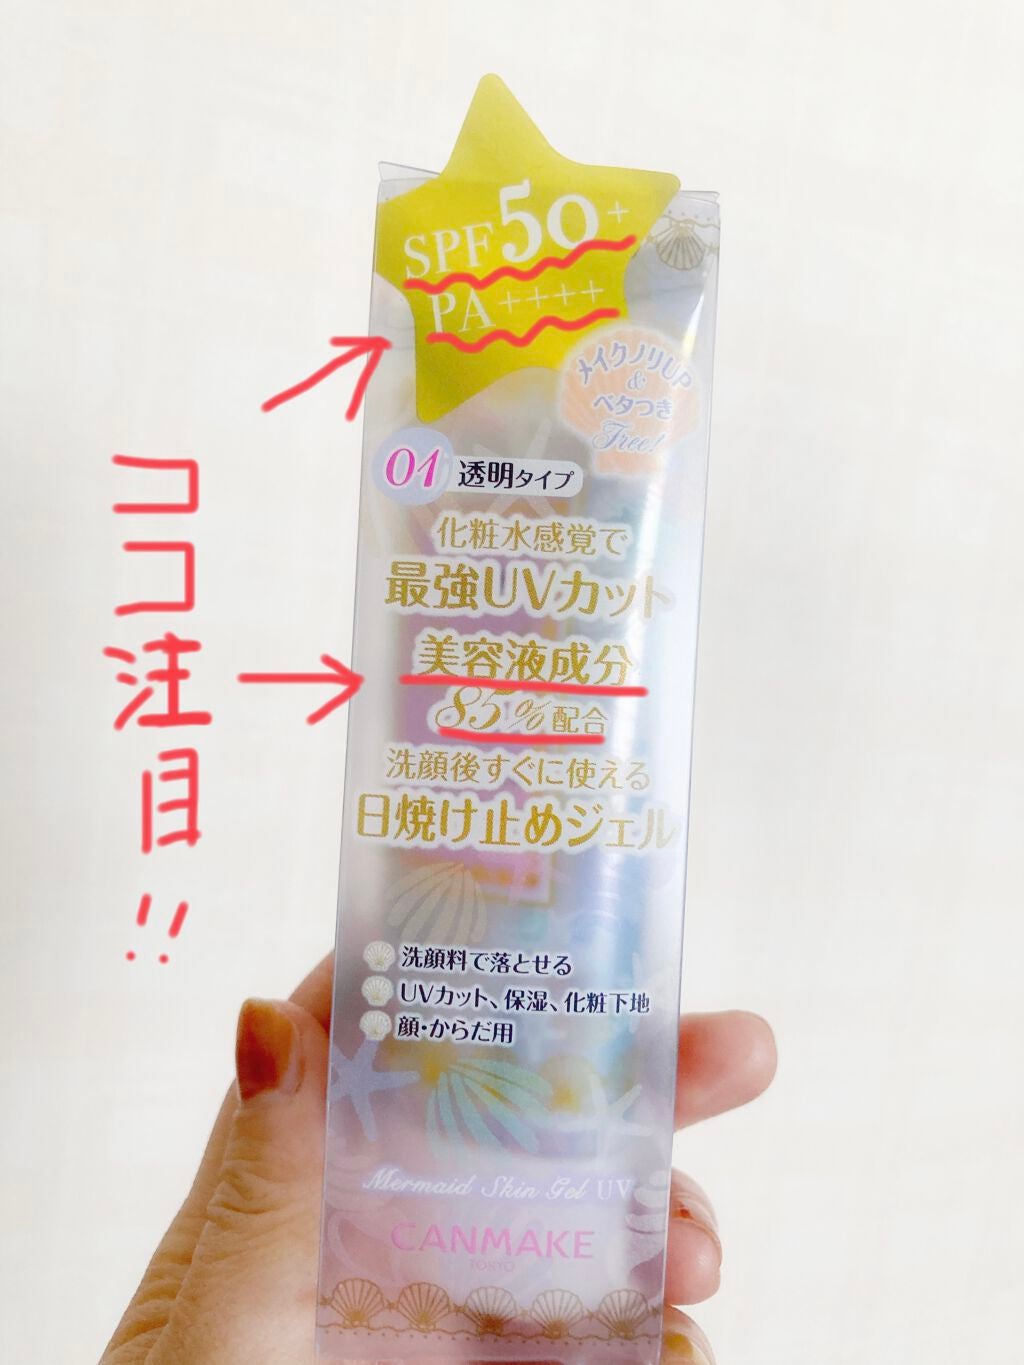 SPF50+
PA++++
メイクノリUP
&
ベタつき
Free!
01 透明タイプ
化粧水感覚で
最強UVカット
美容液成分
85%配合
洗顔後すぐに使える
日焼け止めジェル
ココ注目!!
洗顔料で落とせる
UVカット、保湿、化粧下地
顔・からだ用
Mermaid Skin Gel UV
CANMAKE
TOKYO